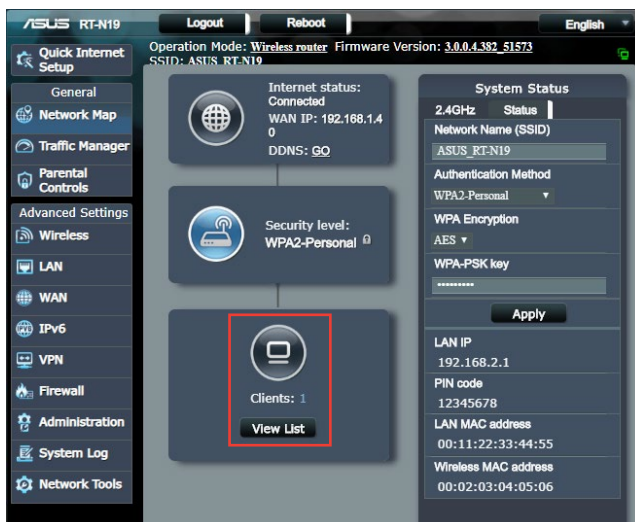 ASUS RT-N19
Logout
Reboot
English
Quick Internet
Setup
General
Network Map
Traffic Manager
Parental
Controls
Advanced Settings
Wireless
LAN
WAN
IPv6
VPN
Firewall
Administration
System Log
Network Tools
Operation Mode: Wireless router Firmware Version: 3.0.0.4.382_51573
SSID: ASUS_RT-N19
Internet status:
Connected
WAN IP: 192.168.1.4
0
DDNS: GO
Security level:
WPA2-Personal
Clients: 1
View List
System Status
2.4GHz Status
Network Name (SSID)
ASUS_RT-N19
Authentication Method
WPA2-Personal
WPA Encryption
AES
WPA-PSK key
•••••••••
Apply
LAN IP
192.168.2.1
PIN code
12345678
LAN MAC address
00:11:22:33:44:55
Wireless MAC address
00:02:03:04:05:06